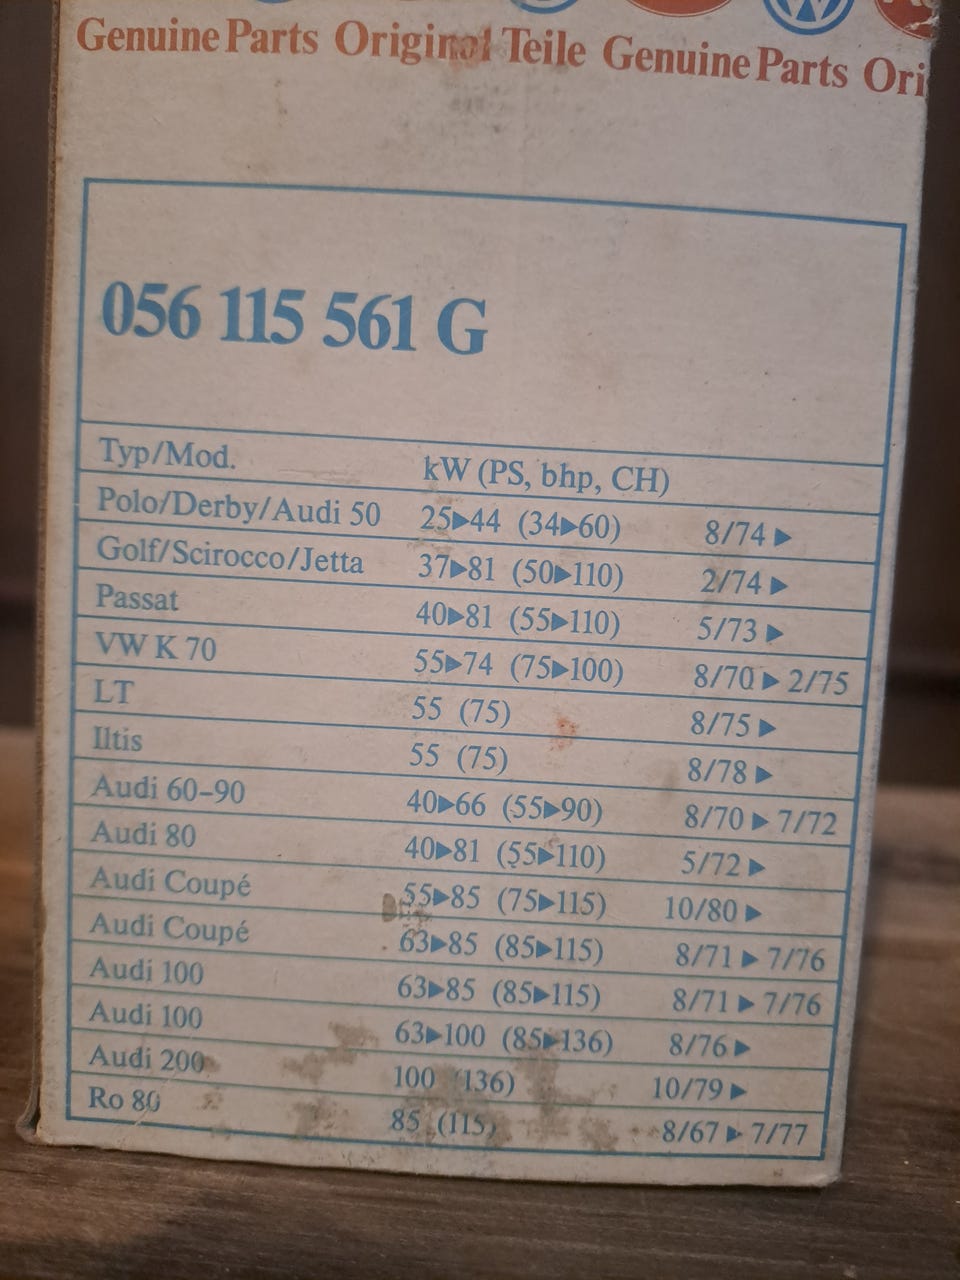 Genuine Parts Original Teile Genuine Parts Ori
056 115 561 G
Typ/Mod. kW (PS, bhp, CH)
Polo/Derby/Audi 50 25▶44 (34▶60) 8/74 ▶
Golf/Scirocco/Jetta 37▶81 (50▶110) 2/74 ▶
Passat 40▶81 (55▶110) 5/73 ▶
VW K 70 55▶74 (75▶100) 8/70 ▶ 2/75
LT 55 (75) 8/75 ▶
Iltis 55 (75) 8/78 ▶
Audi 60–90 40▶66 (55▶90) 8/70 ▶ 7/72
Audi 80 40▶81 (55▶110) 5/72 ▶
Audi Coupé 55▶85 (75▶115) 10/80 ▶
Audi Coupé 63▶85 (85▶115) 8/71 ▶ 7/76
Audi 100 63▶85 (85▶115) 8/71 ▶ 7/76
Audi 100 63▶100 (85▶136) 8/76 ▶
Audi 200 100 (136) 10/79 ▶
Ro 80 85 (115) 8/67 ▶ 7/77